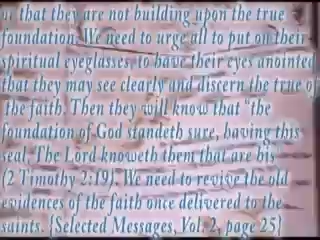 or that they are not building upon the true
foundation. We need to urge all to put on their
spiritual eyeglasses, to have their eyes anointed
that they may see clearly and discern the true of
the faith. Then they will know that "the
foundation of God standeth sure, having this
seal, The Lord knoweth them that are his
(2 Timothy 2:19). We need to revive the old
evidences of the faith once delivered to the
saints. {Selected Messages, Vol. 2, page 25}